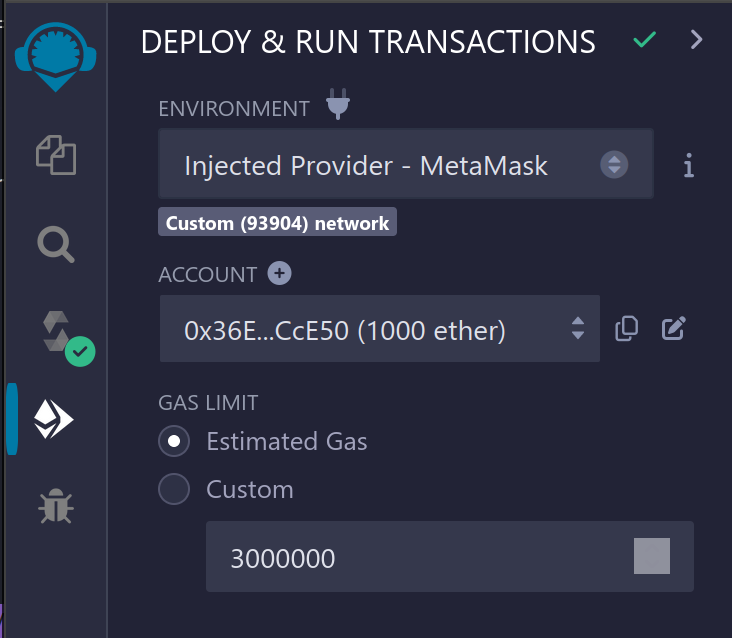 DEPLOY & RUN TRANSACTIONS
ENVIRONMENT
Injected Provider - MetaMask
Custom (93904) network
ACCOUNT
0x36E...CcE50 (1000 ether)
GAS LIMIT
Estimated Gas
Custom
3000000